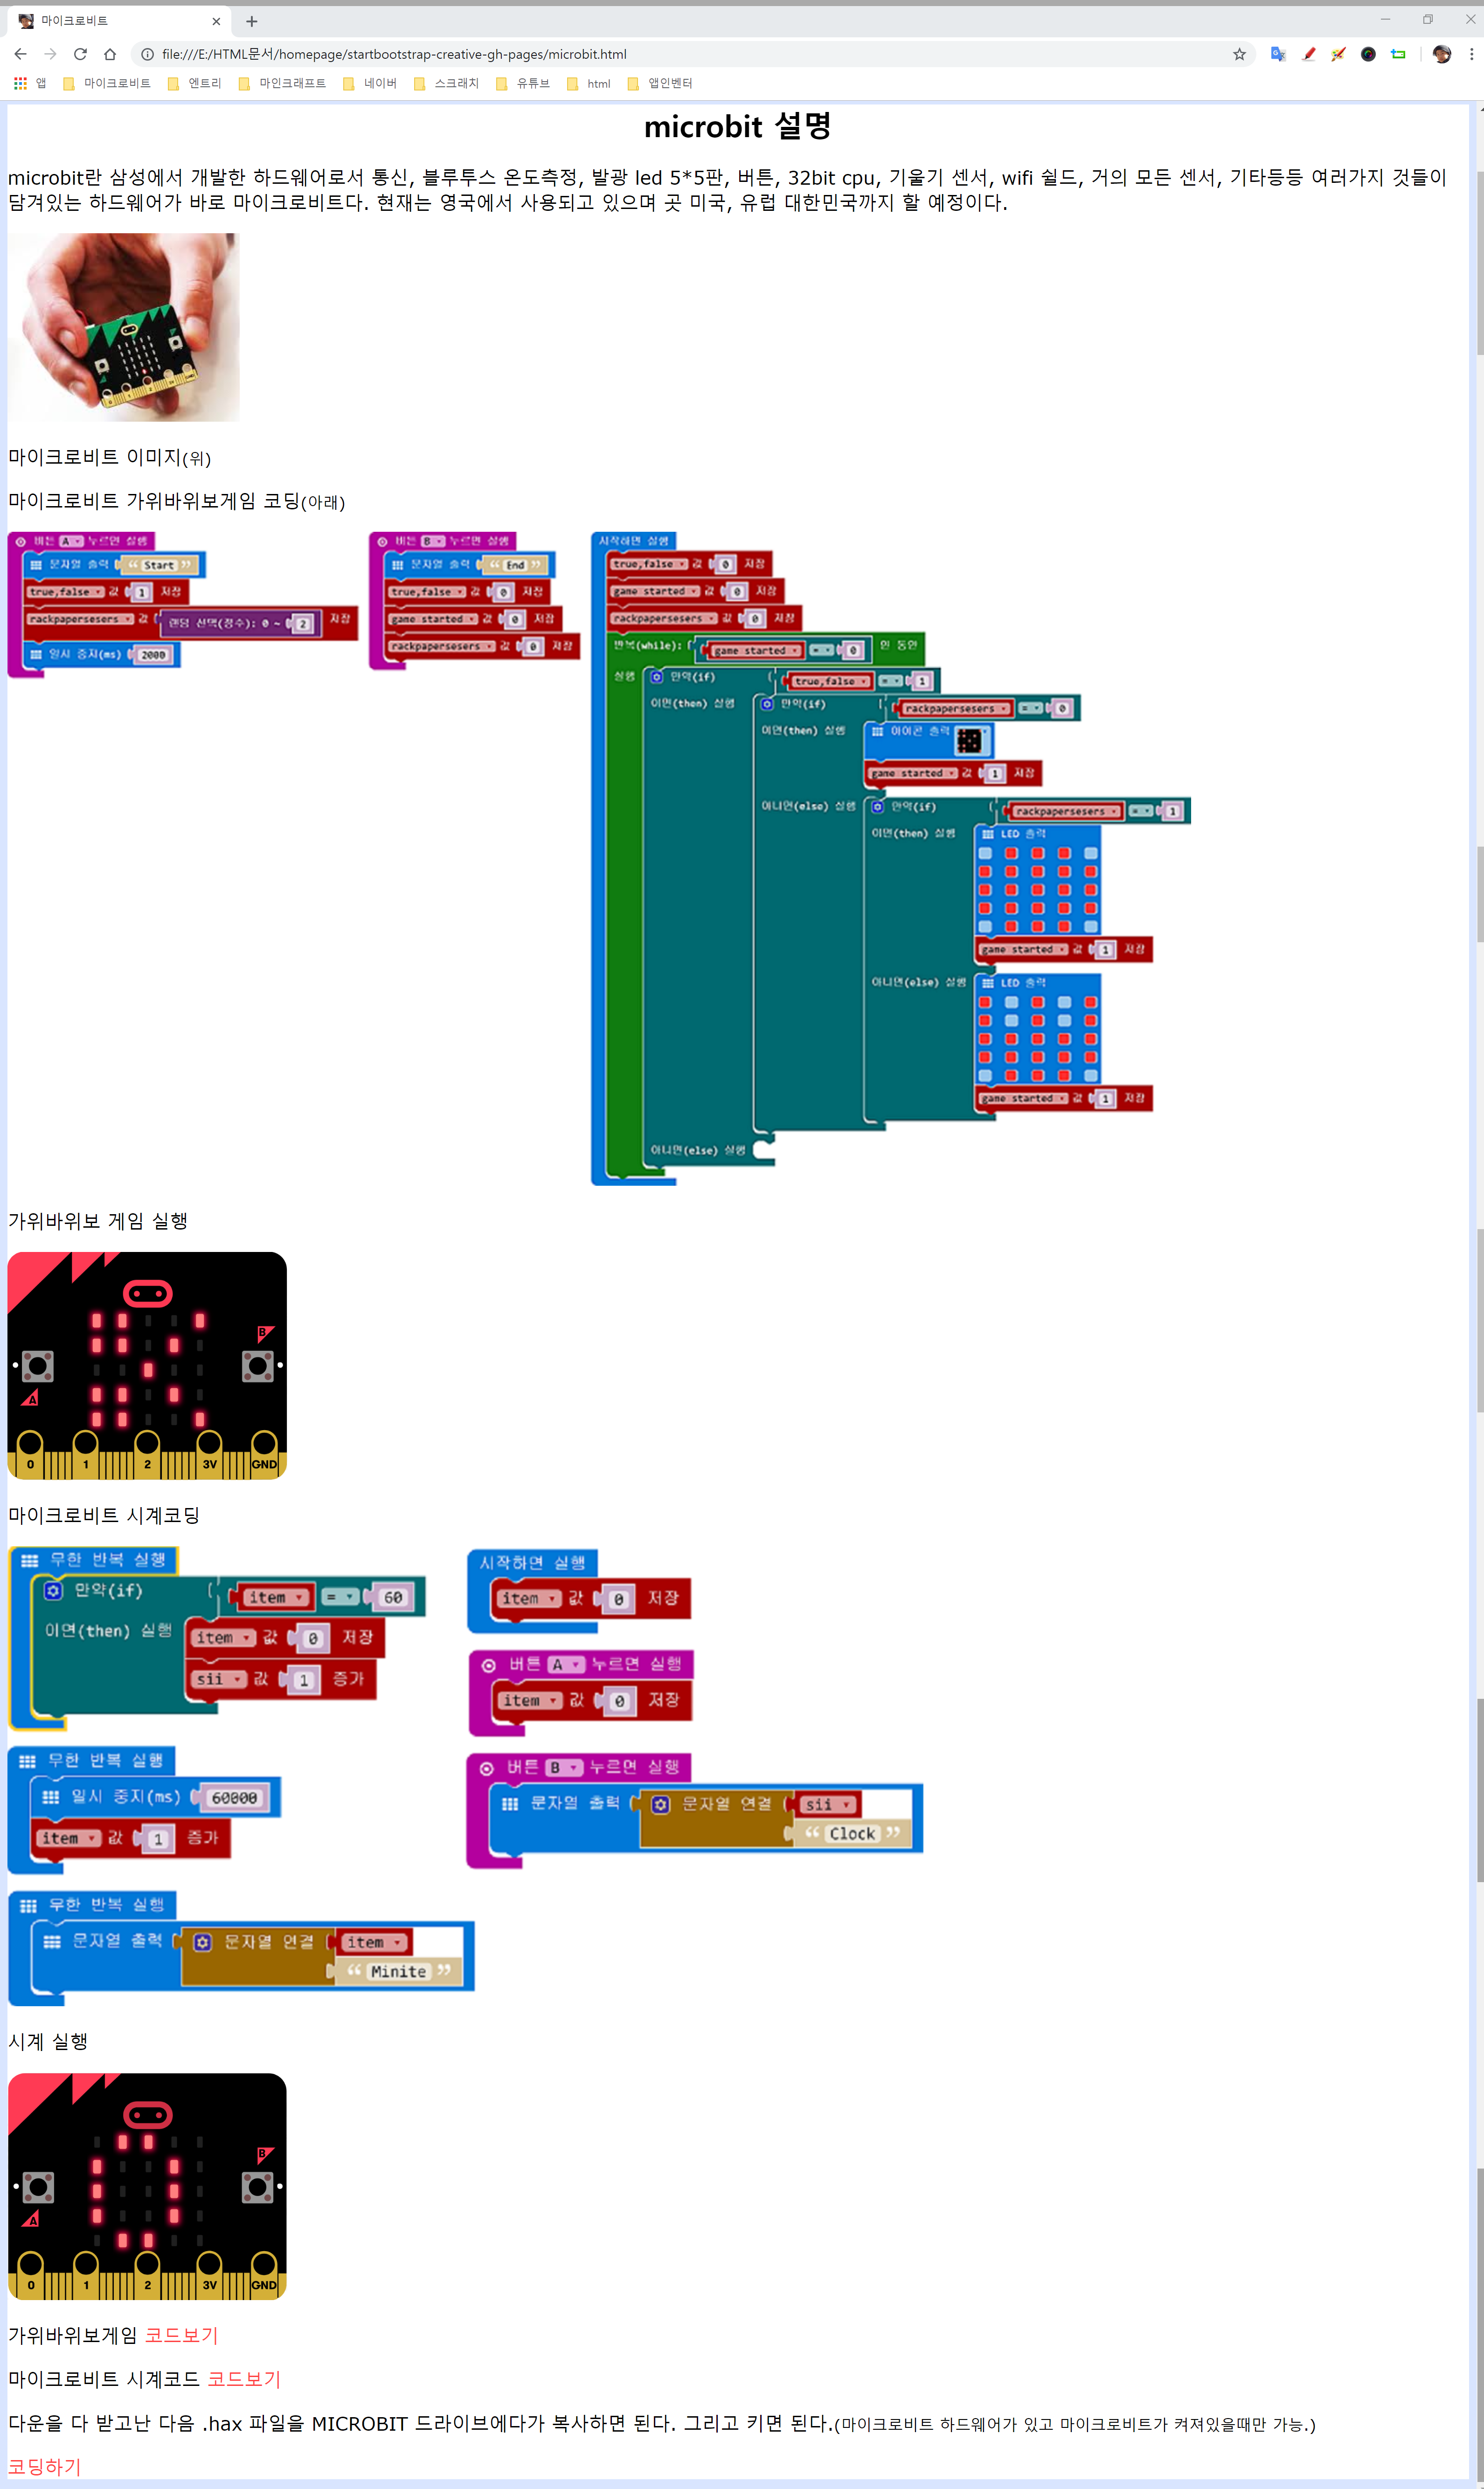 마이크로비트
file:///E:/HTML문서/homepage/startbootstrap-creative-gh-pages/microbit.html
앱 마이크로비트 엔트리 마인크래프트 네이버 스크래치 유튜브 html 앱인벤터
microbit 설명
microbit란 삼성에서 개발한 하드웨어로서 통신, 블루투스 온도측정, 발광 led 5*5판, 버튼, 32bit cpu, 기울기 센서, wifi 쉴드, 거의 모든 센서, 기타등등 여러가지 것들이
담겨있는 하드웨어가 바로 마이크로비트다. 현재는 영국에서 사용되고 있으며 곳 미국, 유럽 대한민국까지 할 예정이다.
마이크로비트 이미지(위)
마이크로비트 가위바위보게임 코딩(아래)
버튼 A 누르면 실행
문자열 출력 “ Start ”
true,false 값 1 저장
rackpapersesers 값 랜덤 선택(정수): 0 ~ 2 저장
일시 중지(ms) 2000
버튼 B 누르면 실행
문자열 출력 “ End ”
true,false 값 0 저장
game started 값 0 저장
rackpapersesers 값 0 저장
시작하면 실행
true,false 값 0 저장
game started 값 0 저장
rackpapersesers 값 0 저장
반복(while): game started = 0 인 동안
실행 만약(if) true,false = 1
이면(then) 실행 만약(if) rackpapersesers = 0
이면(then) 실행 아이콘 출력
game started 값 1 저장
아니면(else) 실행 만약(if) rackpapersesers = 1
이면(then) 실행 LED 출력
game started 값 1 저장
아니면(else) 실행 LED 출력
game started 값 1 저장
아니면(else) 실행
가위바위보 게임 실행
B
A
0 1 2 3V GND
마이크로비트 시계코딩
무한 반복 실행
만약(if) item = 60
이면(then) 실행 item 값 0 저장
sii 값 1 증가
시작하면 실행
item 값 0 저장
버튼 A 누르면 실행
item 값 0 저장
무한 반복 실행
일시 중지(ms) 60000
item 값 1 증가
버튼 B 누르면 실행
문자열 출력 문자열 연결 sii
“ Clock ”
무한 반복 실행
문자열 출력 문자열 연결 item
“ Minite ”
시계 실행
B
A
0 1 2 3V GND
가위바위보게임 코드보기
마이크로비트 시계코드 코드보기
다운을 다 받고난 다음 .hax 파일을 MICROBIT 드라이브에다가 복사하면 된다. 그리고 키면 된다.(마이크로비트 하드웨어가 있고 마이크로비트가 켜져있을때만 가능.)
코딩하기